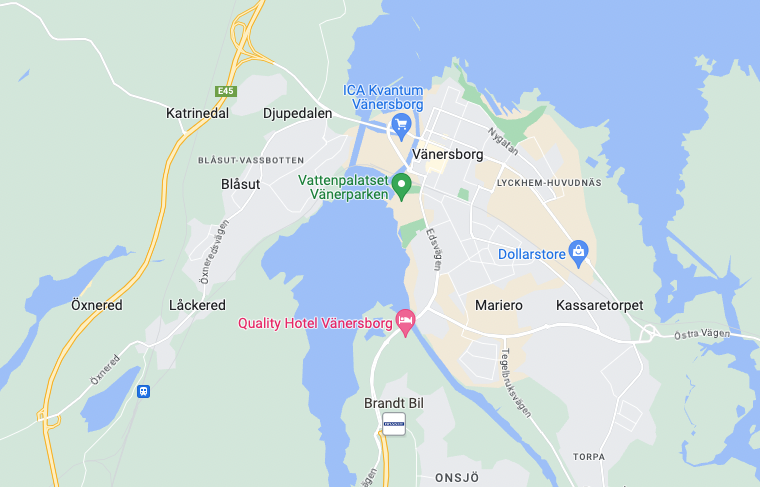 E45
ICA Kvantum
Vänersborg
Katrinedal
Djupedalen
Nygatan
Vänersborg
BLÅSUT-VASSBOTTEN
Blåsut
Vattenpalatset
Vänerparken
LYCKHEM-HUVUDNÄS
Öxneredsvägen
Edsvägen
Dollarstore
Öxnered
Låckered
Mariero
Kassaretorpet
Quality Hotel Vänersborg
Östra Vägen
Öxnered
Tegelbruksvägen
Brandt Bil
TORPA
ONSJÖ